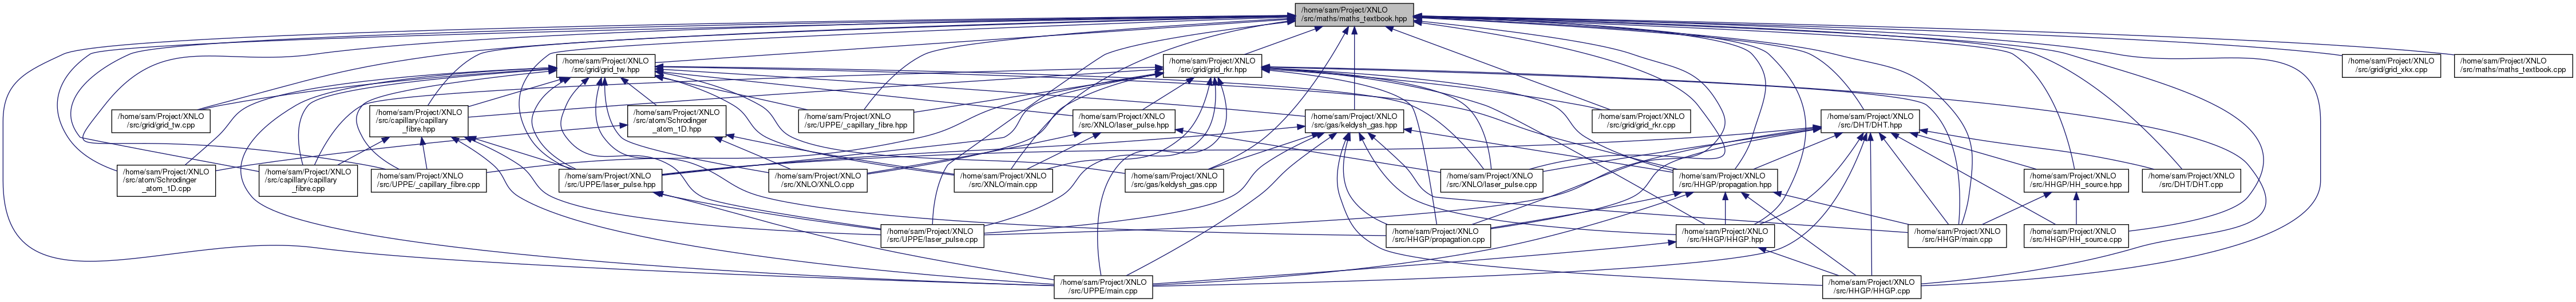 /home/sam/Project/XNLO
/src/maths/maths_textbook.hpp
/home/sam/Project/XNLO
/src/grid/grid_tw.hpp
/home/sam/Project/XNLO
/src/grid/grid_rkr.hpp
/home/sam/Project/XNLO
/src/grid/grid_xkx.cpp
/home/sam/Project/XNLO
/src/maths/maths_textbook.cpp
/home/sam/Project/XNLO
/src/grid/grid_tw.cpp
/home/sam/Project/XNLO
/src/capillary/capillary
_fibre.hpp
/home/sam/Project/XNLO
/src/atom/Schrodinger
_atom_1D.hpp
/home/sam/Project/XNLO
/src/UPPE/_capillary_fibre.hpp
/home/sam/Project/XNLO
/src/XNLO/laser_pulse.hpp
/home/sam/Project/XNLO
/src/gas/keldysh_gas.hpp
/home/sam/Project/XNLO
/src/grid/grid_rkr.cpp
/home/sam/Project/XNLO
/src/DHT/DHT.hpp
/home/sam/Project/XNLO
/src/atom/Schrodinger
_atom_1D.cpp
/home/sam/Project/XNLO
/src/capillary/capillary
_fibre.cpp
/home/sam/Project/XNLO
/src/UPPE/_capillary_fibre.cpp
/home/sam/Project/XNLO
/src/UPPE/laser_pulse.hpp
/home/sam/Project/XNLO
/src/XNLO/XNLO.cpp
/home/sam/Project/XNLO
/src/XNLO/main.cpp
/home/sam/Project/XNLO
/src/gas/keldysh_gas.cpp
/home/sam/Project/XNLO
/src/XNLO/laser_pulse.cpp
/home/sam/Project/XNLO
/src/HHGP/propagation.hpp
/home/sam/Project/XNLO
/src/HHGP/HH_source.hpp
/home/sam/Project/XNLO
/src/DHT/DHT.cpp
/home/sam/Project/XNLO
/src/UPPE/laser_pulse.cpp
/home/sam/Project/XNLO
/src/HHGP/propagation.cpp
/home/sam/Project/XNLO
/src/HHGP/HHGP.hpp
/home/sam/Project/XNLO
/src/HHGP/main.cpp
/home/sam/Project/XNLO
/src/HHGP/HH_source.cpp
/home/sam/Project/XNLO
/src/UPPE/main.cpp
/home/sam/Project/XNLO
/src/HHGP/HHGP.cpp